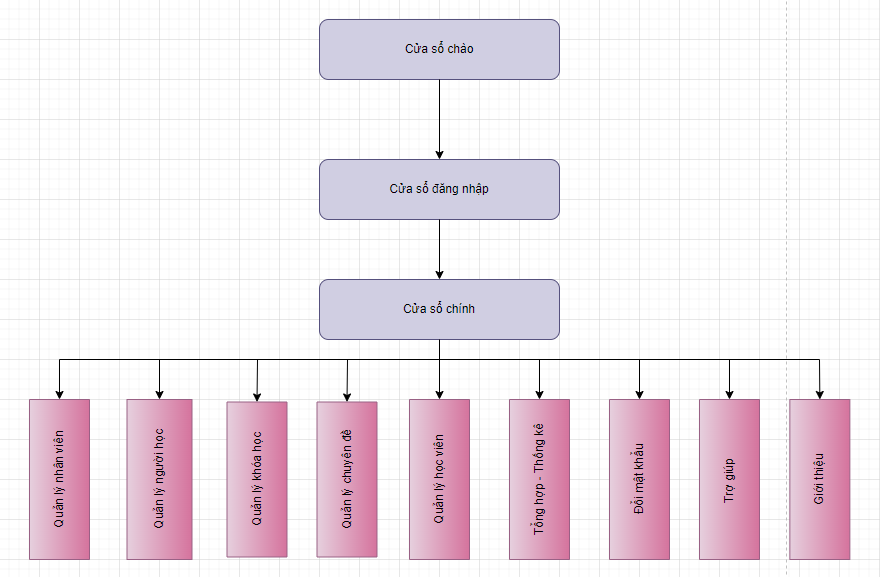 Cửa sổ chào
Cửa sổ đăng nhập
Cửa sổ chính
Quản lý nhân viên
Quản lý người học
Quản lý khóa học
Quản lý chuyên đề
Quản lý học viên
Tổng hợp - Thống kê
Đổi mật khẩu
Trợ giúp
Giới thiệu